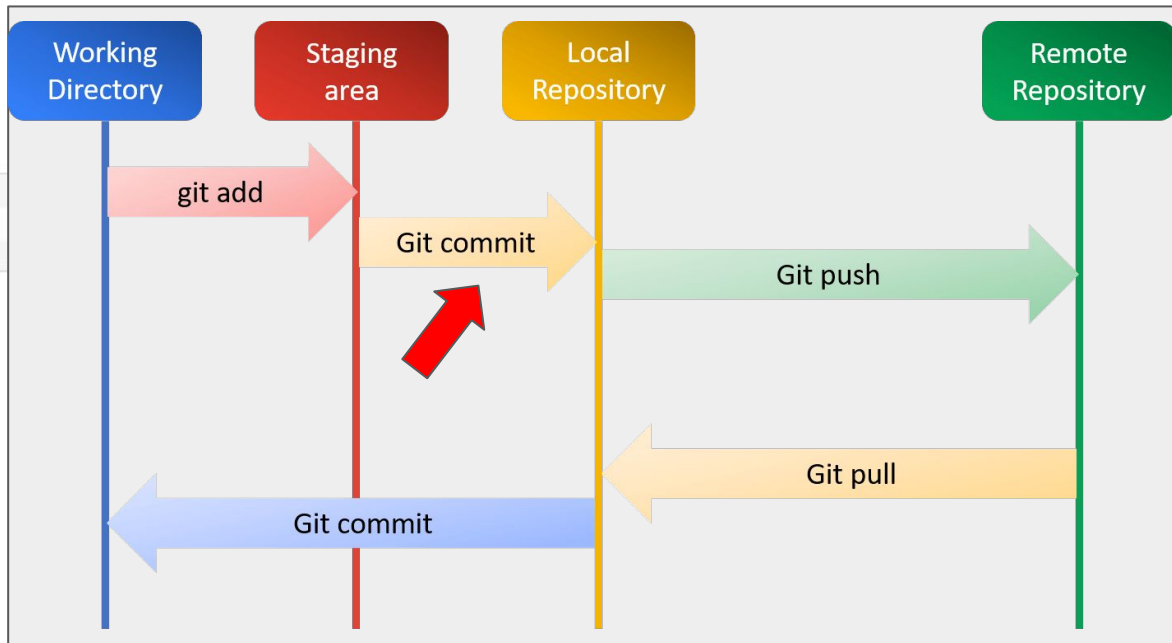 Working
Directory
Staging
area
Local
Repository
Remote
Repository
git add
Git commit
Git push
Git pull
Git commit